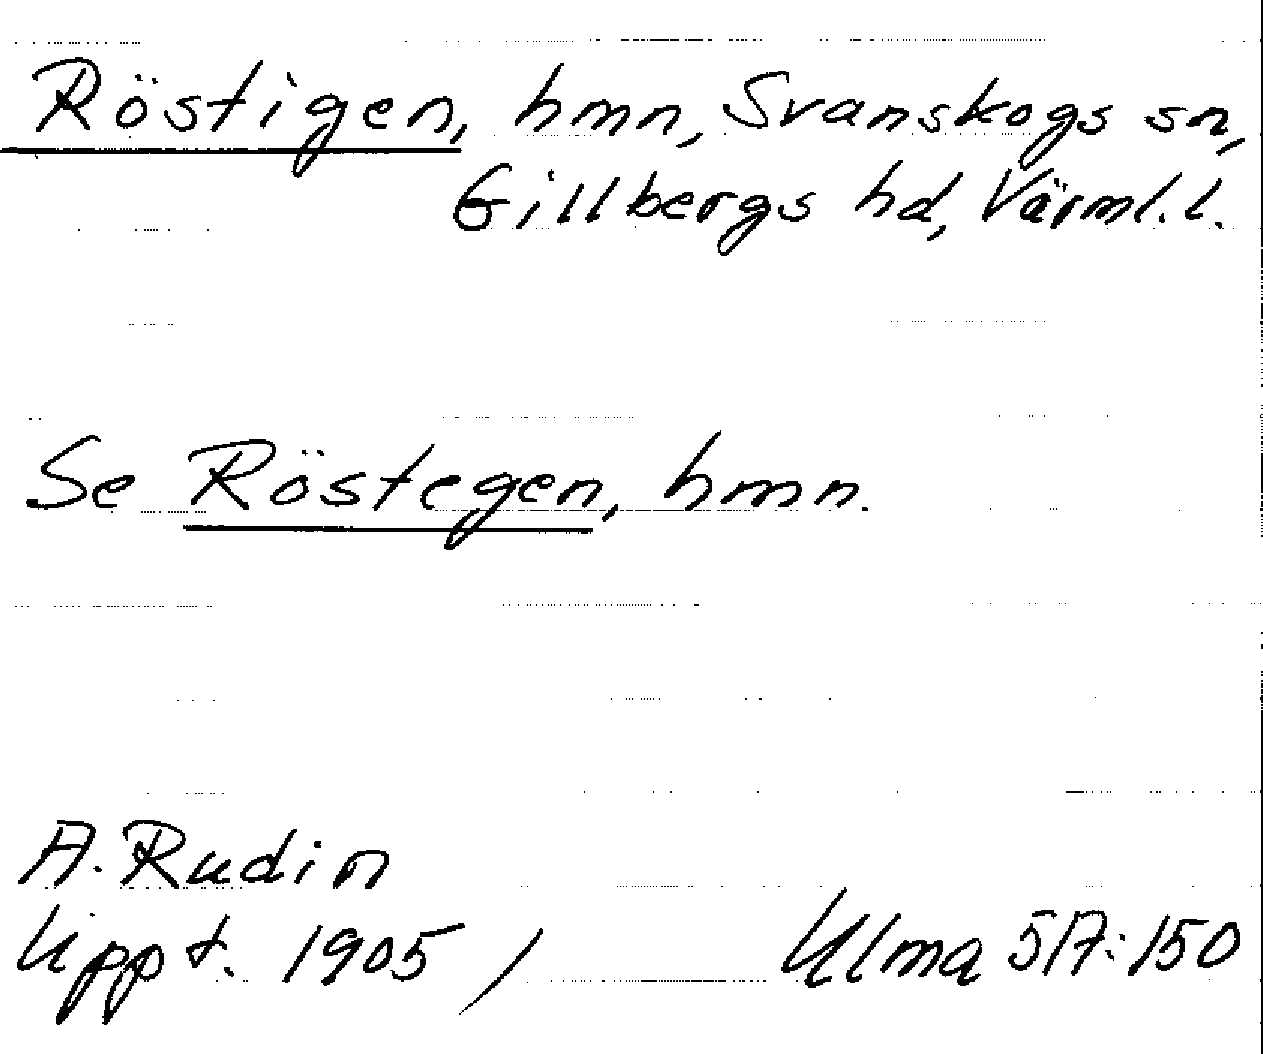 Röstigen, hmn, Svanskogs sn,
Gillbergs hd, Värml. l.
Se Röstegen, hmn.
A. Rudin
Uppt. 1905 / Ulma 517:150